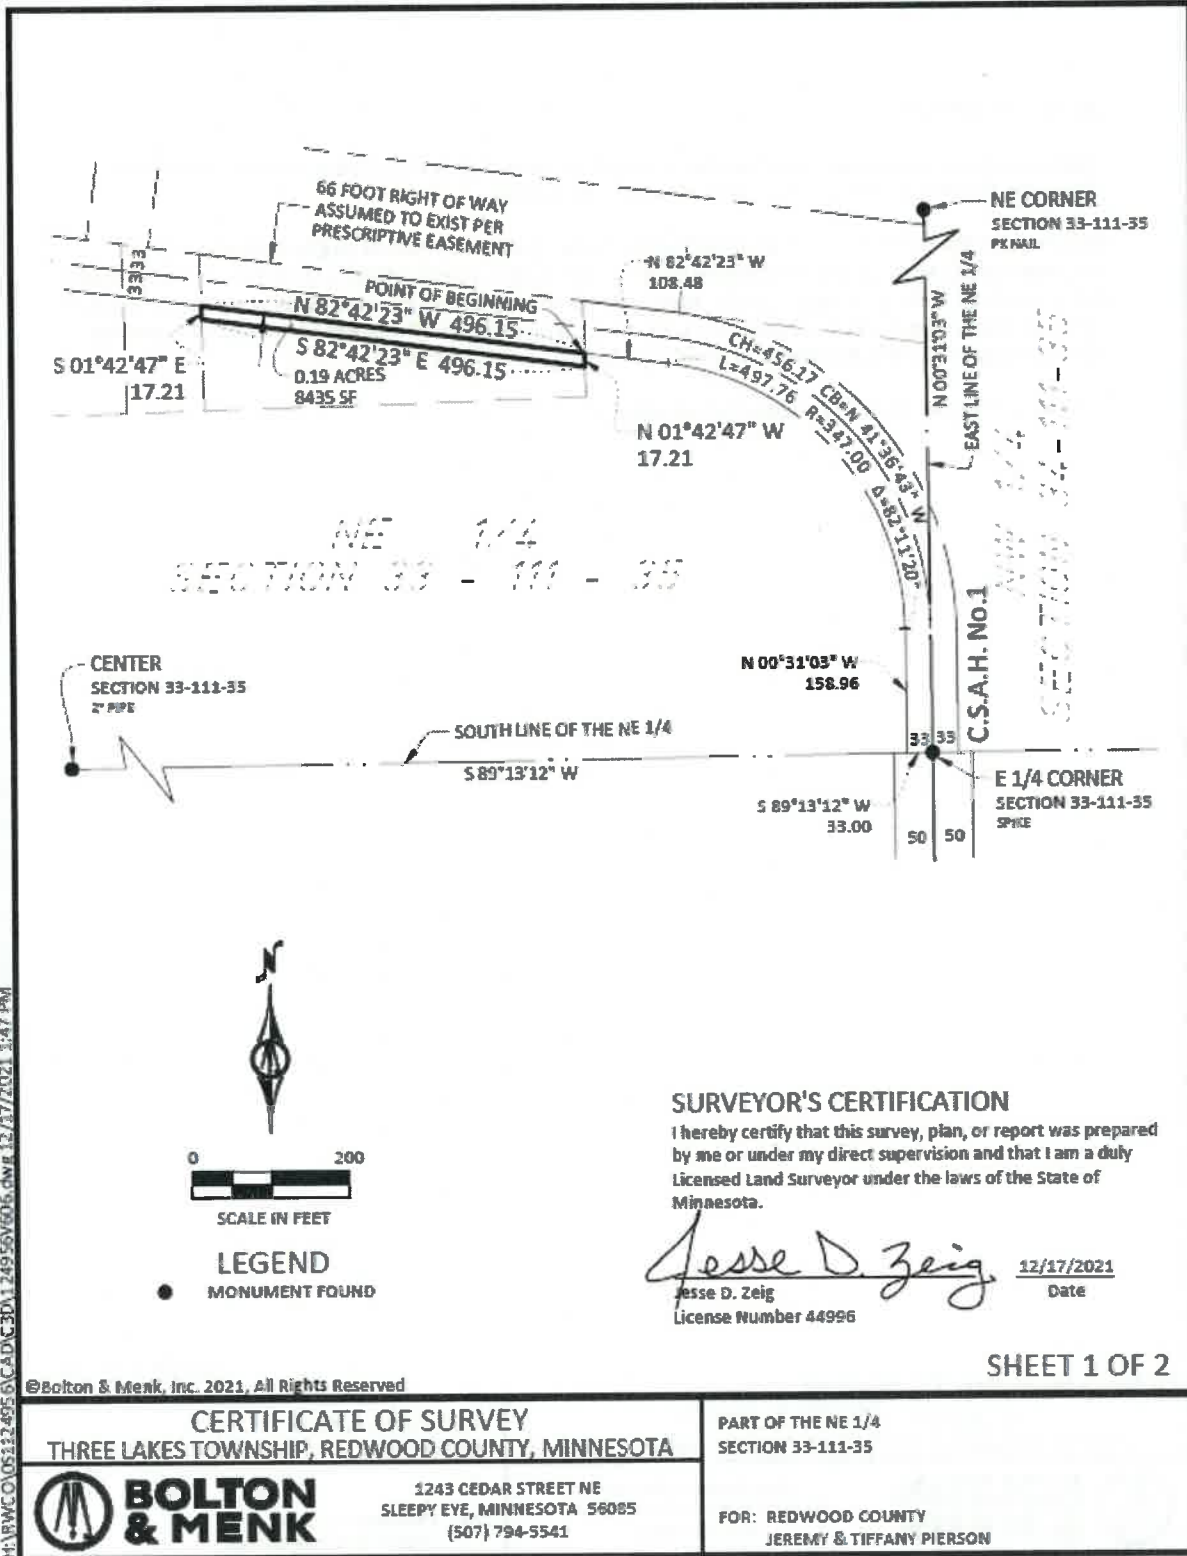 NE CORNER
SECTION 33-111-35
PK NAIL
66 FOOT RIGHT OF WAY
ASSUMED TO EXIST PER
PRESCRIPTIVE EASEMENT
33 33
N 82°42'23" W
108.48
POINT OF BEGINNING
N 82°42'23" W 496.15
S 82°42'23" E 496.15
0.19 ACRES
8435 SF
S 01°42'47" E
17.21
N 01°42'47" W
17.21
CH=456.17 CB=N 41°36'43" W
L=497.76 R=347.00 Δ=82°11'20"
N 00°31'03" W
EAST LINE OF THE NE 1/4
NE 1/4
SECTION 33 - 111 - 35
NW 1/4
SECTION 34-111-35
C.S.A.H. No.1
CENTER
SECTION 33-111-35
2" PIPE
N 00°31'03" W
158.96
SOUTH LINE OF THE NE 1/4
S 89°13'12" W
33 33
E 1/4 CORNER
SECTION 33-111-35
SPIKE
S 89°13'12" W
33.00
50 50
N
0 200
SCALE IN FEET
LEGEND
MONUMENT FOUND
SURVEYOR'S CERTIFICATION
I hereby certify that this survey, plan, or report was prepared
by me or under my direct supervision and that I am a duly
Licensed Land Surveyor under the laws of the State of
Minnesota.
Jesse D. Zeig
12/17/2021
Jesse D. Zeig
Date
License Number 44996
SHEET 1 OF 2
©Bolton & Menk, Inc. 2021, All Rights Reserved
CERTIFICATE OF SURVEY
THREE LAKES TOWNSHIP, REDWOOD COUNTY, MINNESOTA
BOLTON
& MENK
1243 CEDAR STREET NE
SLEEPY EYE, MINNESOTA 56085
(507) 794-5541
PART OF THE NE 1/4
SECTION 33-111-35
FOR: REDWOOD COUNTY
JEREMY & TIFFANY PIERSON